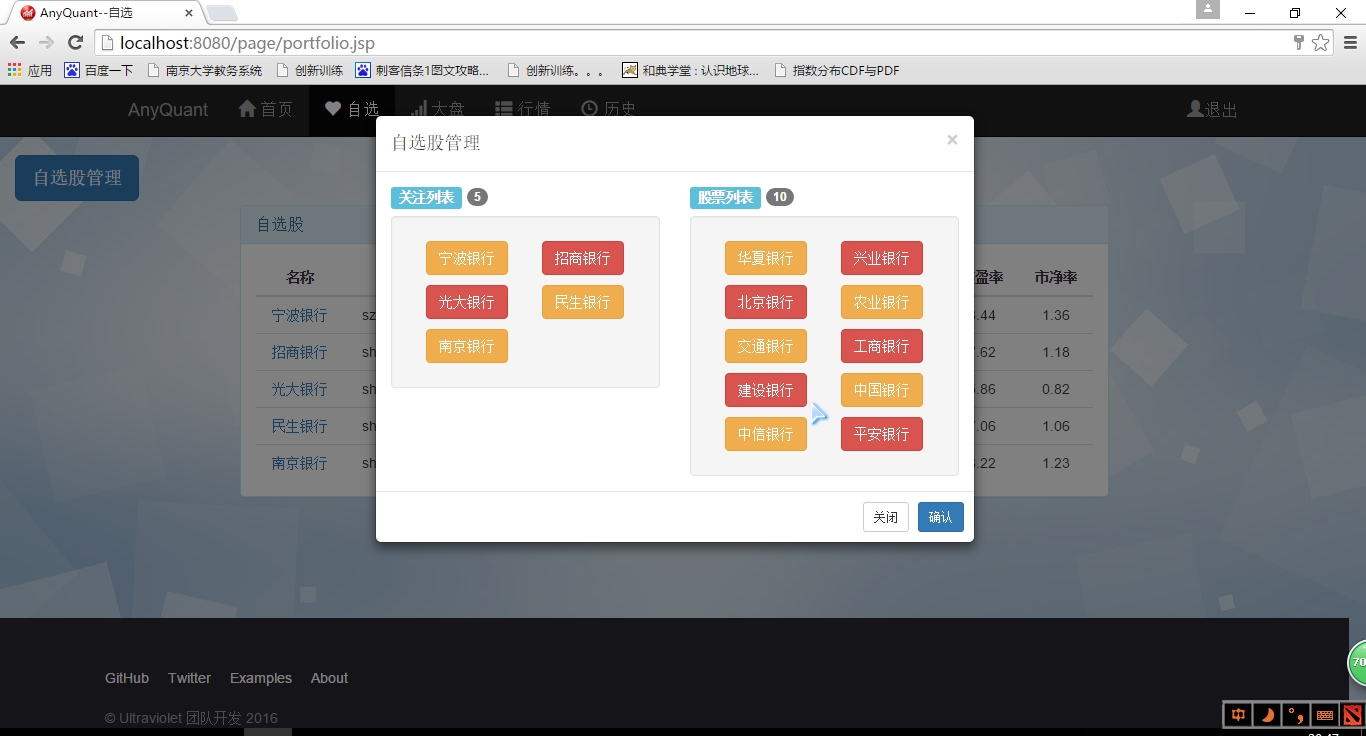 AnyQuant--自选
localhost:8080/page/portfolio.jsp
应用 百度一下 南京大学教务系统 创新训练 刺客信条1图文攻略... 创新训练。。。 和典学堂 : 认识地球... 指数分布CDF与PDF
AnyQuant 首页 自选 大盘 行情 历史 退出
自选股管理
自选股管理 ×
关注列表 5 股票列表 10
宁波银行 招商银行
光大银行 民生银行
南京银行
华夏银行 兴业银行
北京银行 农业银行
交通银行 工商银行
建设银行 中国银行
中信银行 平安银行
关闭 确认
自选股
名称 盈率 市净率
宁波银行 sz .44 1.36
招商银行 sh .62 1.18
光大银行 sh .86 0.82
民生银行 sh .06 1.06
南京银行 sh .22 1.23
GitHub Twitter Examples About
© Ultraviolet 团队开发 2016
70
中